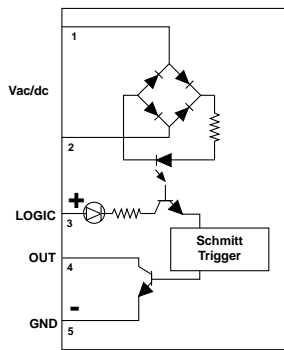 1
Vac/dc
2
+
LOGIC
3
Schmitt
Trigger
OUT
4
-
GND
5